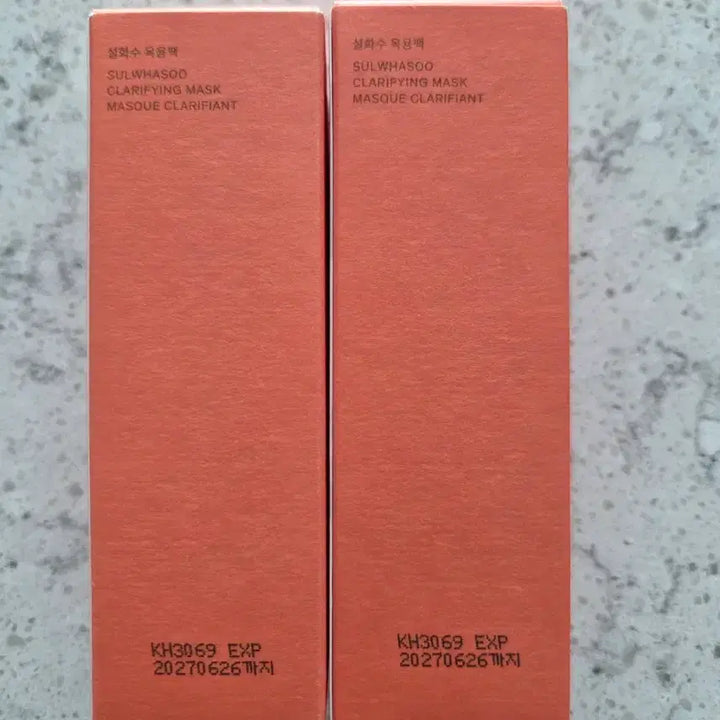 설화수 옥용팩
SULWHASOO
CLARIFYING MASK
MASQUE CLARIFIANT
KH3069 EXP
20270626까지
설화수 옥용팩
SULWHASOO
CLARIFYING MASK
MASQUE CLARIFIANT
KH3069 EXP
20270626까지